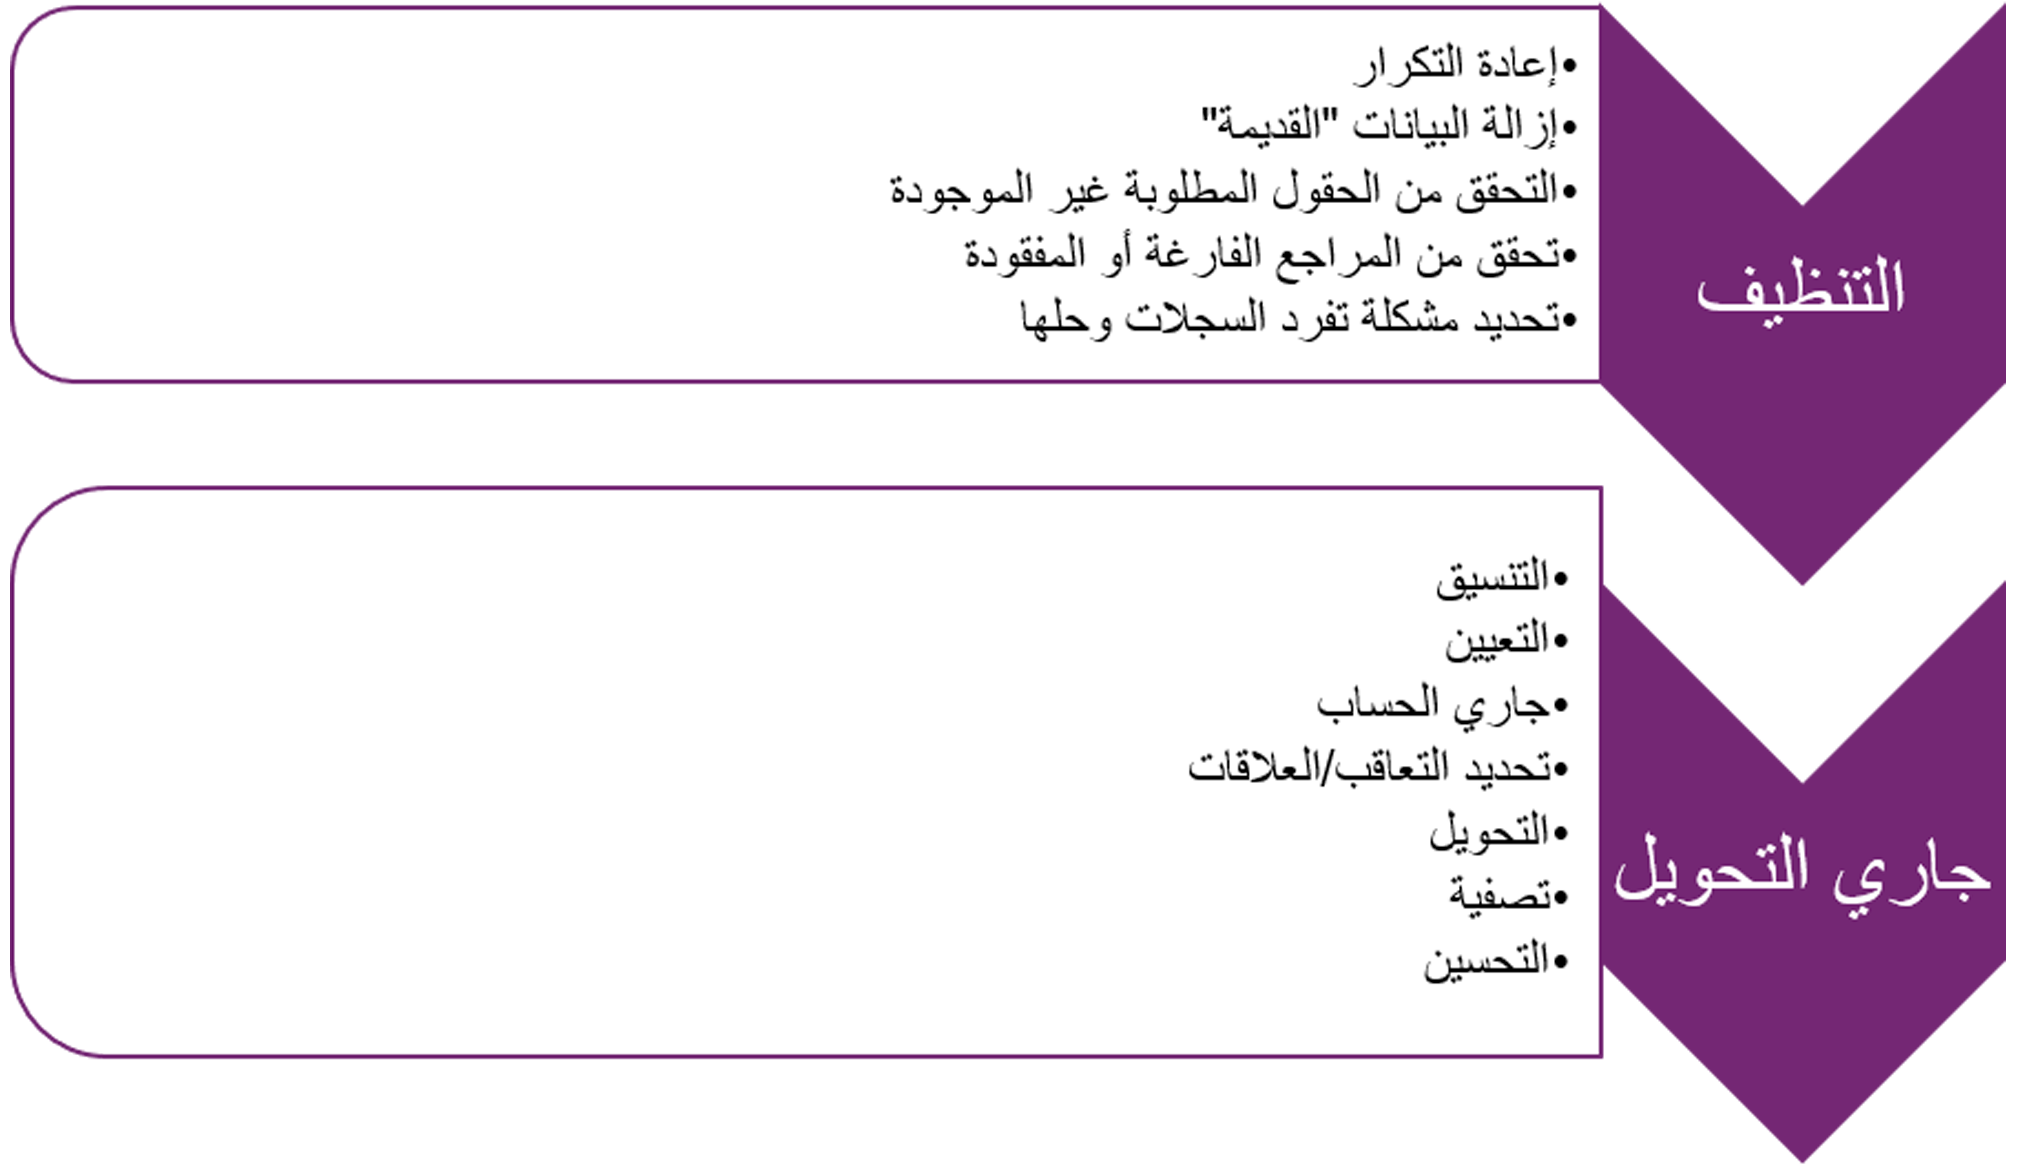 التنظيف
•إعادة التكرار
•إزالة البيانات "القديمة"
•التحقق من الحقول المطلوبة غير الموجودة
•تحقق من المراجع الفارغة أو المفقودة
•تحديد مشكلة تفرد السجلات وحلها
جاري التحويل
•التنسيق
•التعيين
•جاري الحساب
•تحديد التعاقب/العلاقات
•التحويل
•تصفية
•التحسين